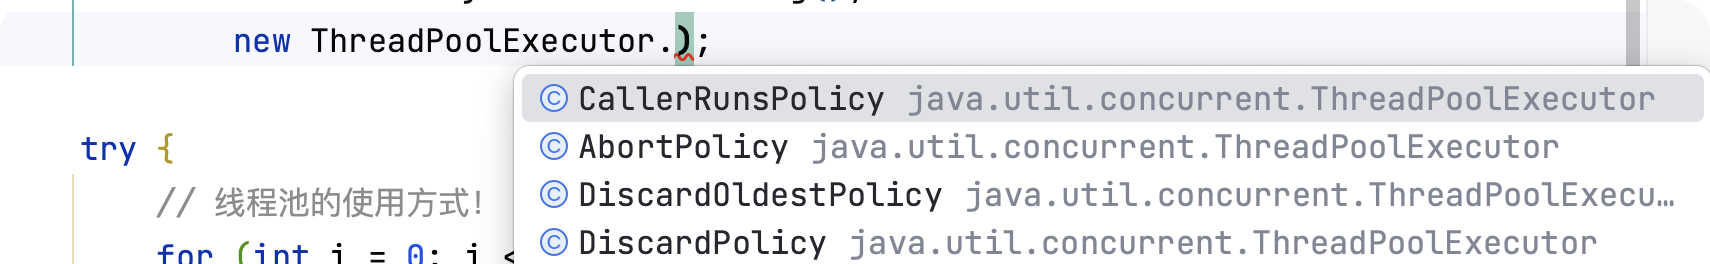 new ThreadPoolExecutor.);
CallerRunsPolicy java.util.concurrent.ThreadPoolExecutor
AbortPolicy java.util.concurrent.ThreadPoolExecutor
try {
DiscardOldestPolicy java.util.concurrent.ThreadPoolExecu…
// 线程池的使用方式!
DiscardPolicy java.util.concurrent.ThreadPoolExecutor
for (int i = 0; i <